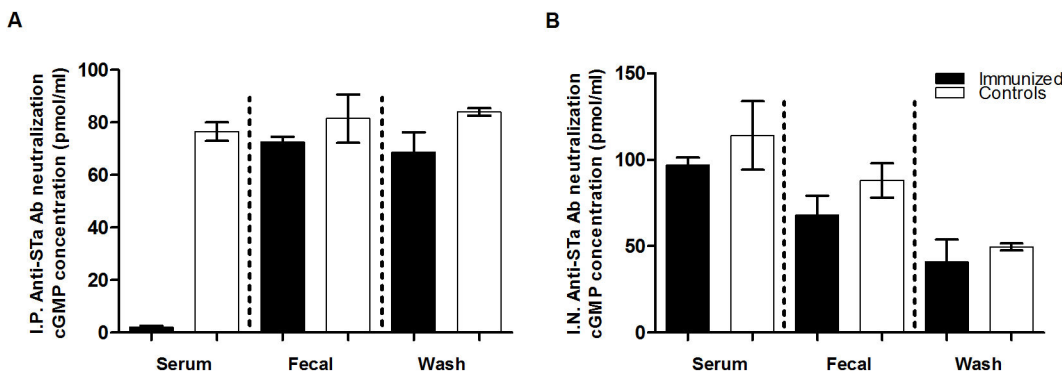 A
I.P. Anti-STa Ab neutralization
cGMP concentration (pmol/ml)
100
80
60
40
20
0
Serum Fecal Wash
B
I.N. Anti-STa Ab neutralization
cGMP concentration (pmol/ml)
150
100
50
0
Immunized
Controls
Serum Fecal Wash